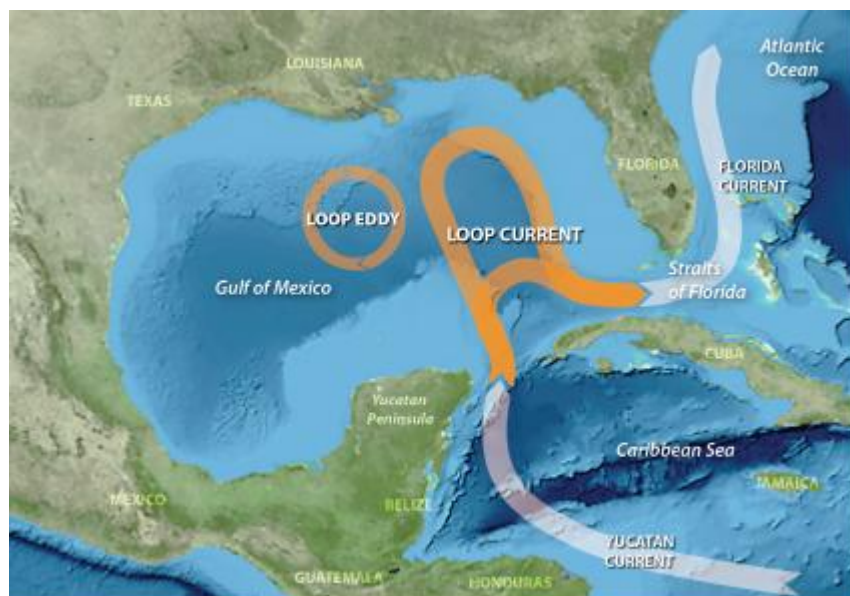 Atlantic
Ocean
LOUISIANA
TEXAS
FLORIDA
FLORIDA
CURRENT
LOOP EDDY
LOOP CURRENT
Gulf of Mexico
Straits
of Florida
CUBA
Yucatan
Peninsula
Caribbean Sea
JAMAICA
MEXICO
BELIZE
YUCATAN
CURRENT
GUATEMALA
HONDURAS